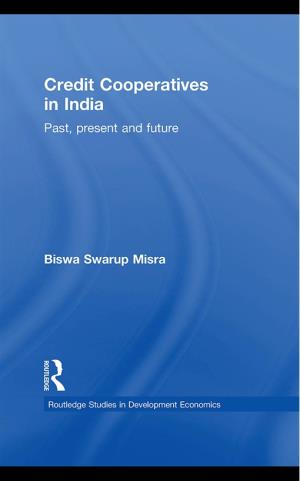 Credit Cooperatives
in India
Past, present and future
Biswa Swarup Misra
ROUTLEDGE
Routledge Studies in Development Economics